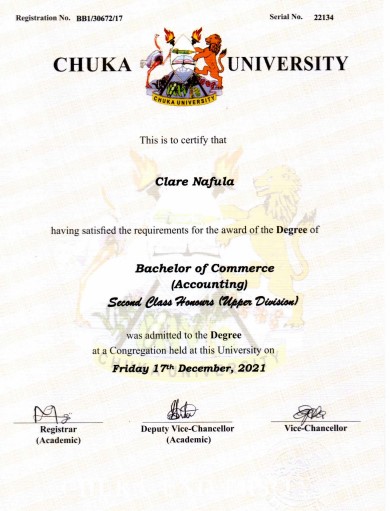 Registration No. BB1/30672/17 Serial No. 22134
CHUKA UNIVERSITY
CHUKA UNIVERSITY
This is to certify that
Clare Nafula
having satisfied the requirements for the award of the Degree of
Bachelor of Commerce
(Accounting)
Second Class Honours (Upper Division)
was admitted to the Degree
at a Congregation held at this University on
Friday 17th December, 2021
Registrar Deputy Vice-Chancellor Vice-Chancellor
(Academic) (Academic)